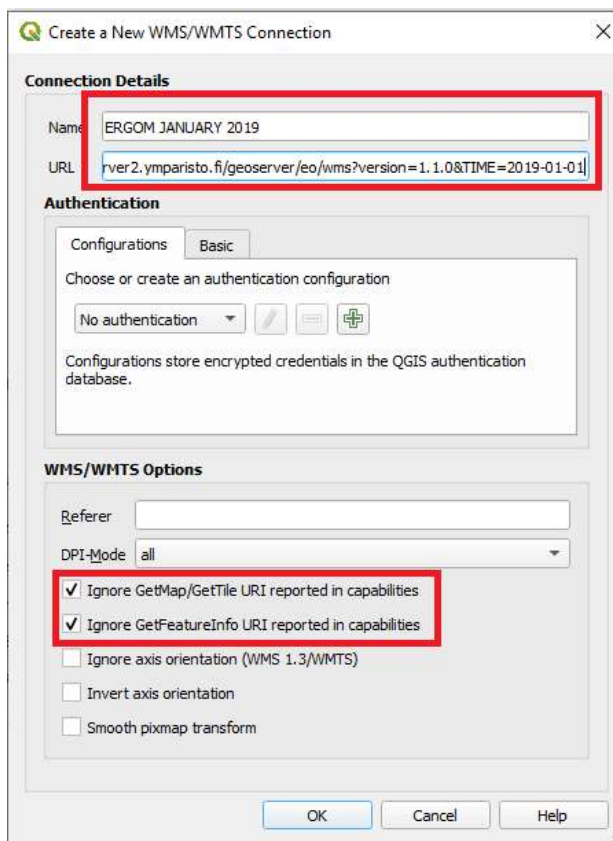 Create a New WMS/WMTS Connection
Connection Details
Name ERGOM JANUARY 2019
URL rver2.ymparisto.fi/geoserver/eo/wms?version=1.1.0&TIME=2019-01-01
Authentication
Configurations Basic
Choose or create an authentication configuration
No authentication
Configurations store encrypted credentials in the QGIS authentication
database.
WMS/WMTS Options
Referer
DPI-Mode all
Ignore GetMap/GetTile URI reported in capabilities
Ignore GetFeatureInfo URI reported in capabilities
Ignore axis orientation (WMS 1.3/WMTS)
Invert axis orientation
Smooth pixmap transform
OK Cancel Help